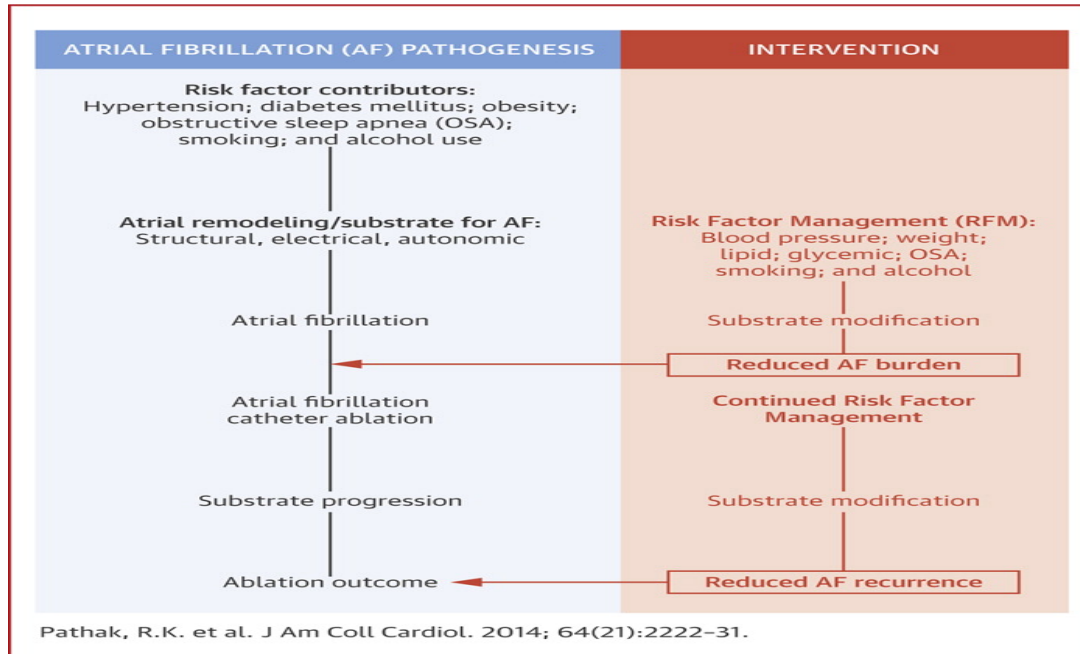 ATRIAL FIBRILLATION (AF) PATHOGENESIS
Risk factor contributors:
Hypertension; diabetes mellitus; obesity;
obstructive sleep apnea (OSA);
smoking; and alcohol use
Atrial remodeling/substrate for AF:
Structural, electrical, autonomic
Atrial fibrillation
Atrial fibrillation
catheter ablation
Substrate progression
Ablation outcome
INTERVENTION
Risk Factor Management (RFM):
Blood pressure; weight;
lipid; glycemic; OSA;
smoking; and alcohol
Substrate modification
Reduced AF burden
Continued Risk Factor
Management
Substrate modification
Reduced AF recurrence
Pathak, R.K. et al. J Am Coll Cardiol. 2014; 64(21):2222–31.